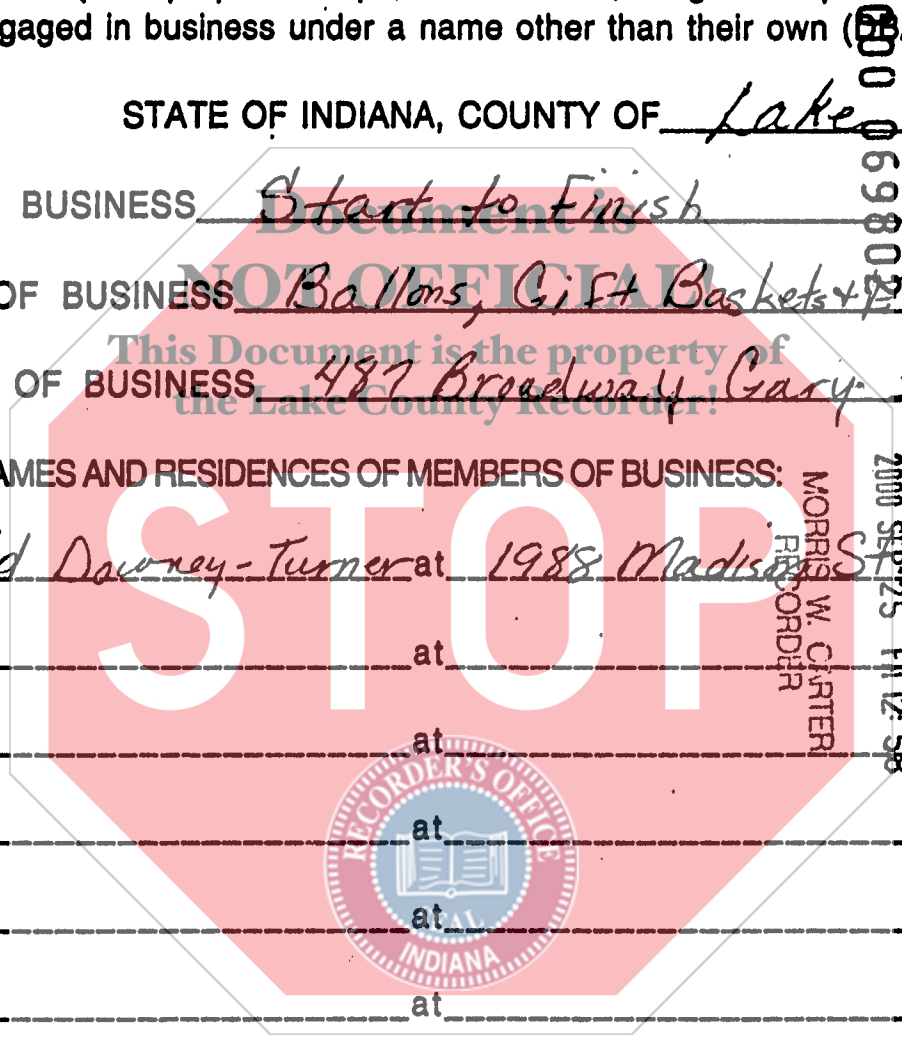 gaged in business under a name other than their own
STATE OF INDIANA, COUNTY OF Lake
BUSINESS Start to Finish
OF BUSINESS Ballons, Gift Baskets +
OF BUSINESS 487 Broadway Gary
AMES AND RESIDENCES OF MEMBERS OF BUSINESS:
d Downey-Turner at 1988 Madison St
at
at
at
at
at
Document is
NOT OFFICIAL
This Document is the property of
the Lake County Recorder!
STOP
RECORDER'S OFFICE
SEAL
INDIANA
069802
MORRIS W. CARTER
RECORDER